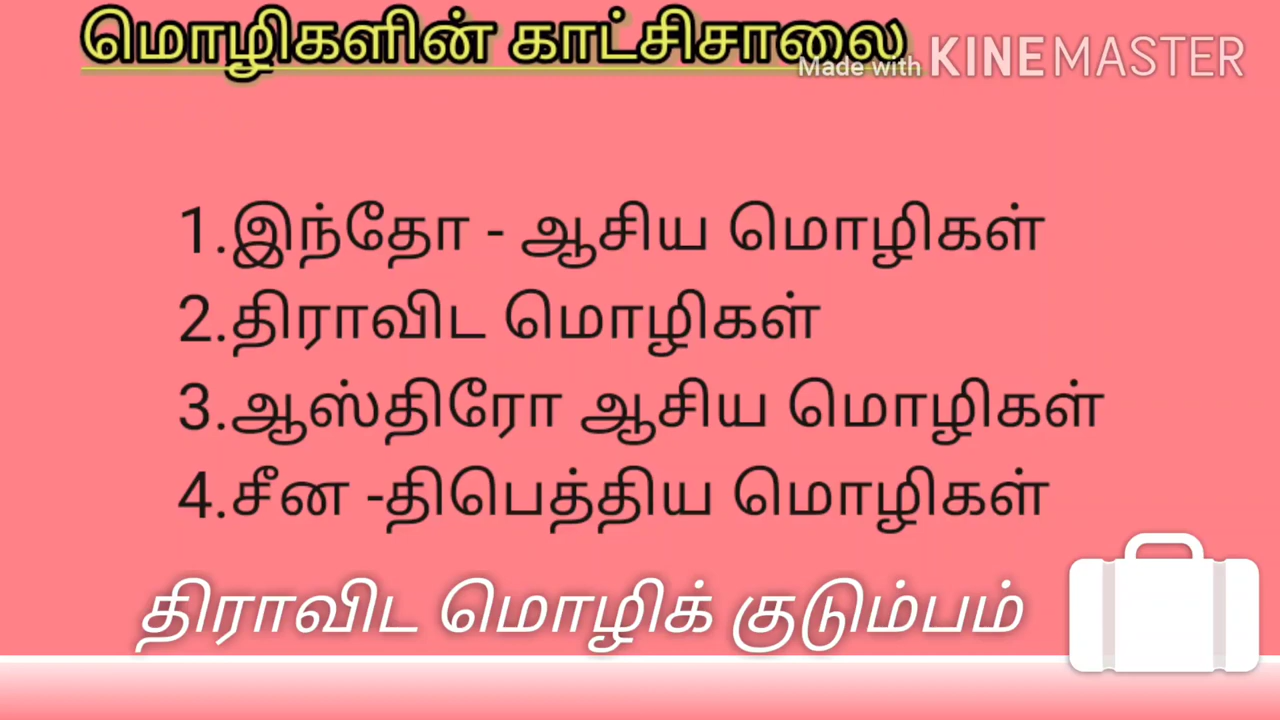 மொழிகளின் காட்சிசாலை
Made with KINEMASTER
1.இந்தோ - ஆசிய மொழிகள்
2.திராவிட மொழிகள்
3.ஆஸ்திரோ ஆசிய மொழிகள்
4.சீன -திபெத்திய மொழிகள்
திராவிட மொழிக் குடும்பம்